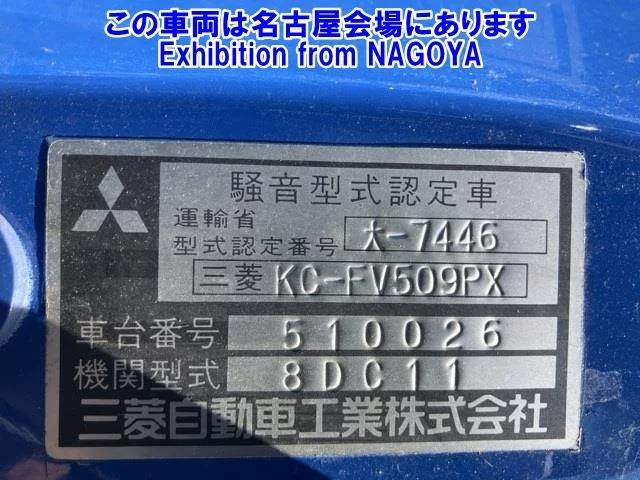 この車両は名古屋会場にあります
Exhibition from NAGOYA
騒音型式認定車
運輸省
型式認定番号 大-7446
三菱 KC-FV509PX
車台番号 510026
機関型式 8DC11
三菱自動車工業株式会社